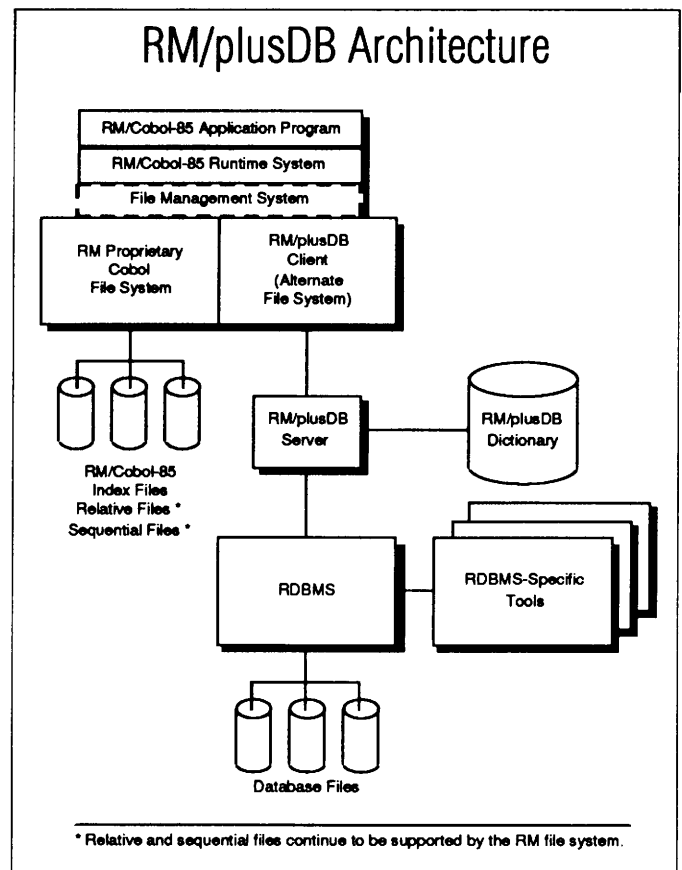 RM/plusDB Architecture
RM/Cobol-85 Application Program
RM/Cobol-85 Runtime System
File Management System
RM Proprietary
Cobol
File System
RM/plusDB
Client
(Alternate
File System)
RM/Cobol-85
Index Files
Relative Files *
Sequential Files *
RM/plusDB
Server
RM/plusDB
Dictionary
RDBMS
RDBMS-Specific
Tools
Database Files
* Relative and sequential files continue to be supported by the RM file system.